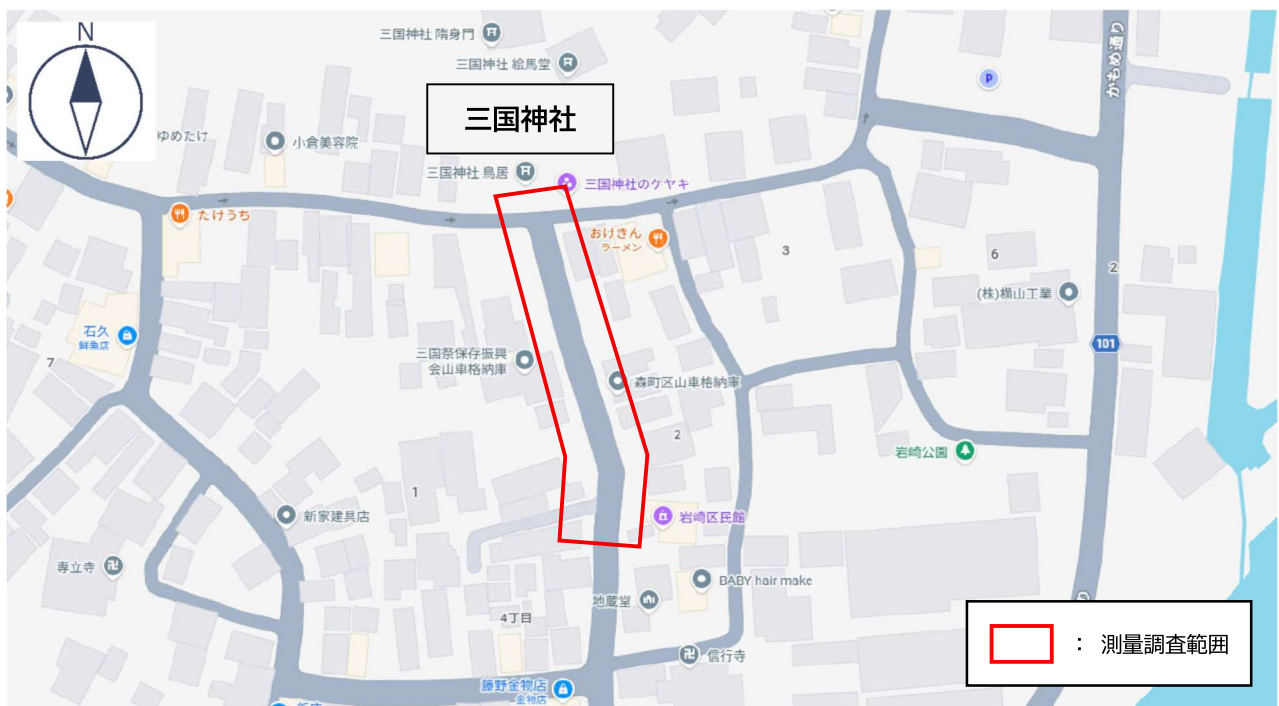 N
三国神社 隋身門
三国神社 絵馬堂
かもめ通り
P
三国神社
ゆめたけ
小倉美容院
三国神社 鳥居
三国神社のケヤキ
たけうち
おけきん
ラーメン
3
6
2
(株)横山工業
石久
鮮魚店
7
101
三国祭保存振興
会山車格納庫
森町区山車格納庫
2
岩崎公園
1
新家建具店
岩崎区民館
専立寺
BABY hair make
地蔵堂
4丁目
信行寺
藤野金物店
金物店
： 測量調査範囲